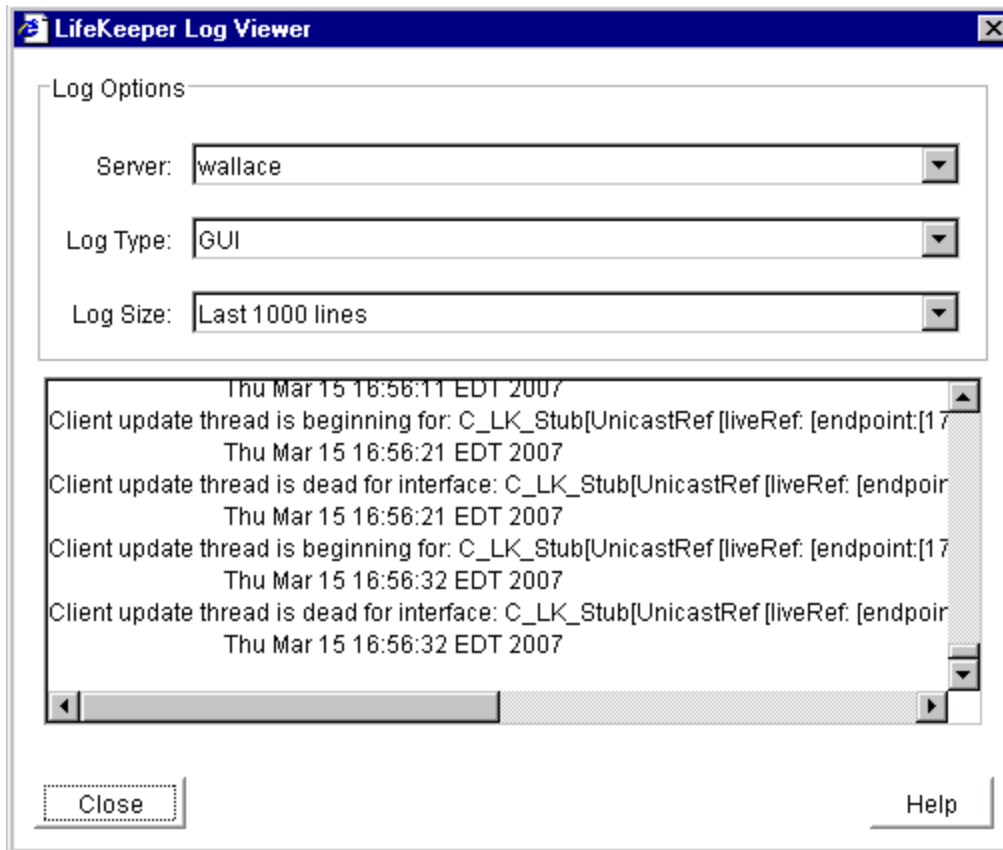 LifeKeeper Log Viewer
Log Options
Server: wallace
Log Type: GUI
Log Size: Last 1000 lines
Thu Mar 15 16:56:11 EDT 2007
Client update thread is beginning for: C_LK_Stub[UnicastRef [liveRef: [endpoint:[17
Thu Mar 15 16:56:21 EDT 2007
Client update thread is dead for interface: C_LK_Stub[UnicastRef [liveRef: [endpoin
Thu Mar 15 16:56:21 EDT 2007
Client update thread is beginning for: C_LK_Stub[UnicastRef [liveRef: [endpoint:[17
Thu Mar 15 16:56:32 EDT 2007
Client update thread is dead for interface: C_LK_Stub[UnicastRef [liveRef: [endpoin
Thu Mar 15 16:56:32 EDT 2007
Close Help